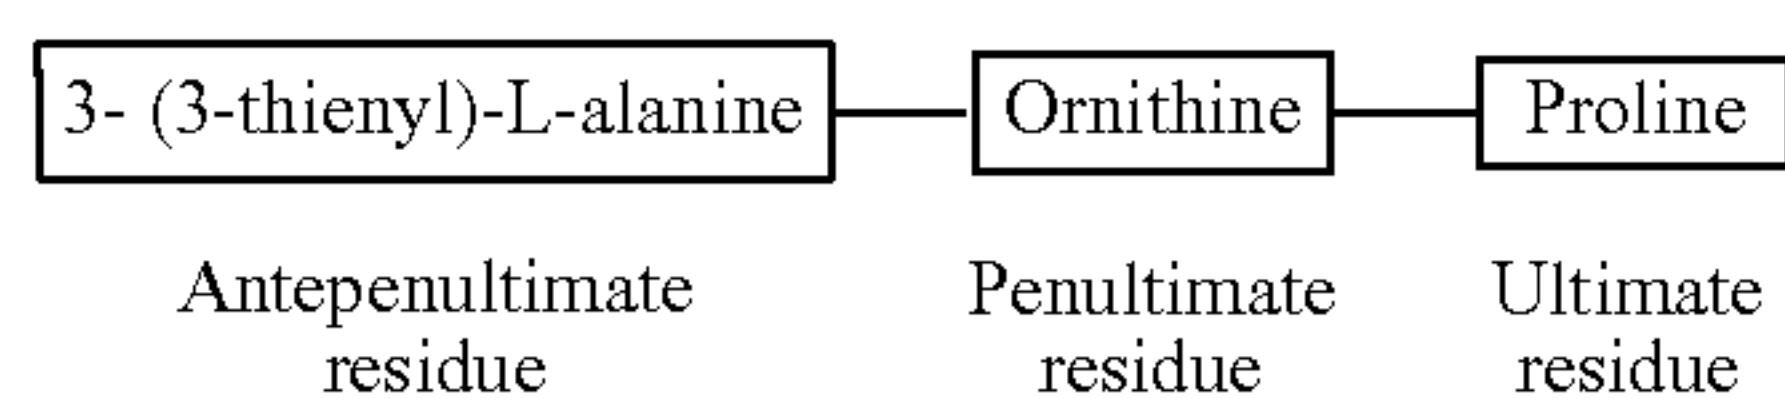 3- (3-thienyl)-L-alanine Ornithine Proline
Antepenultimate Penultimate Ultimate
residue residue residue